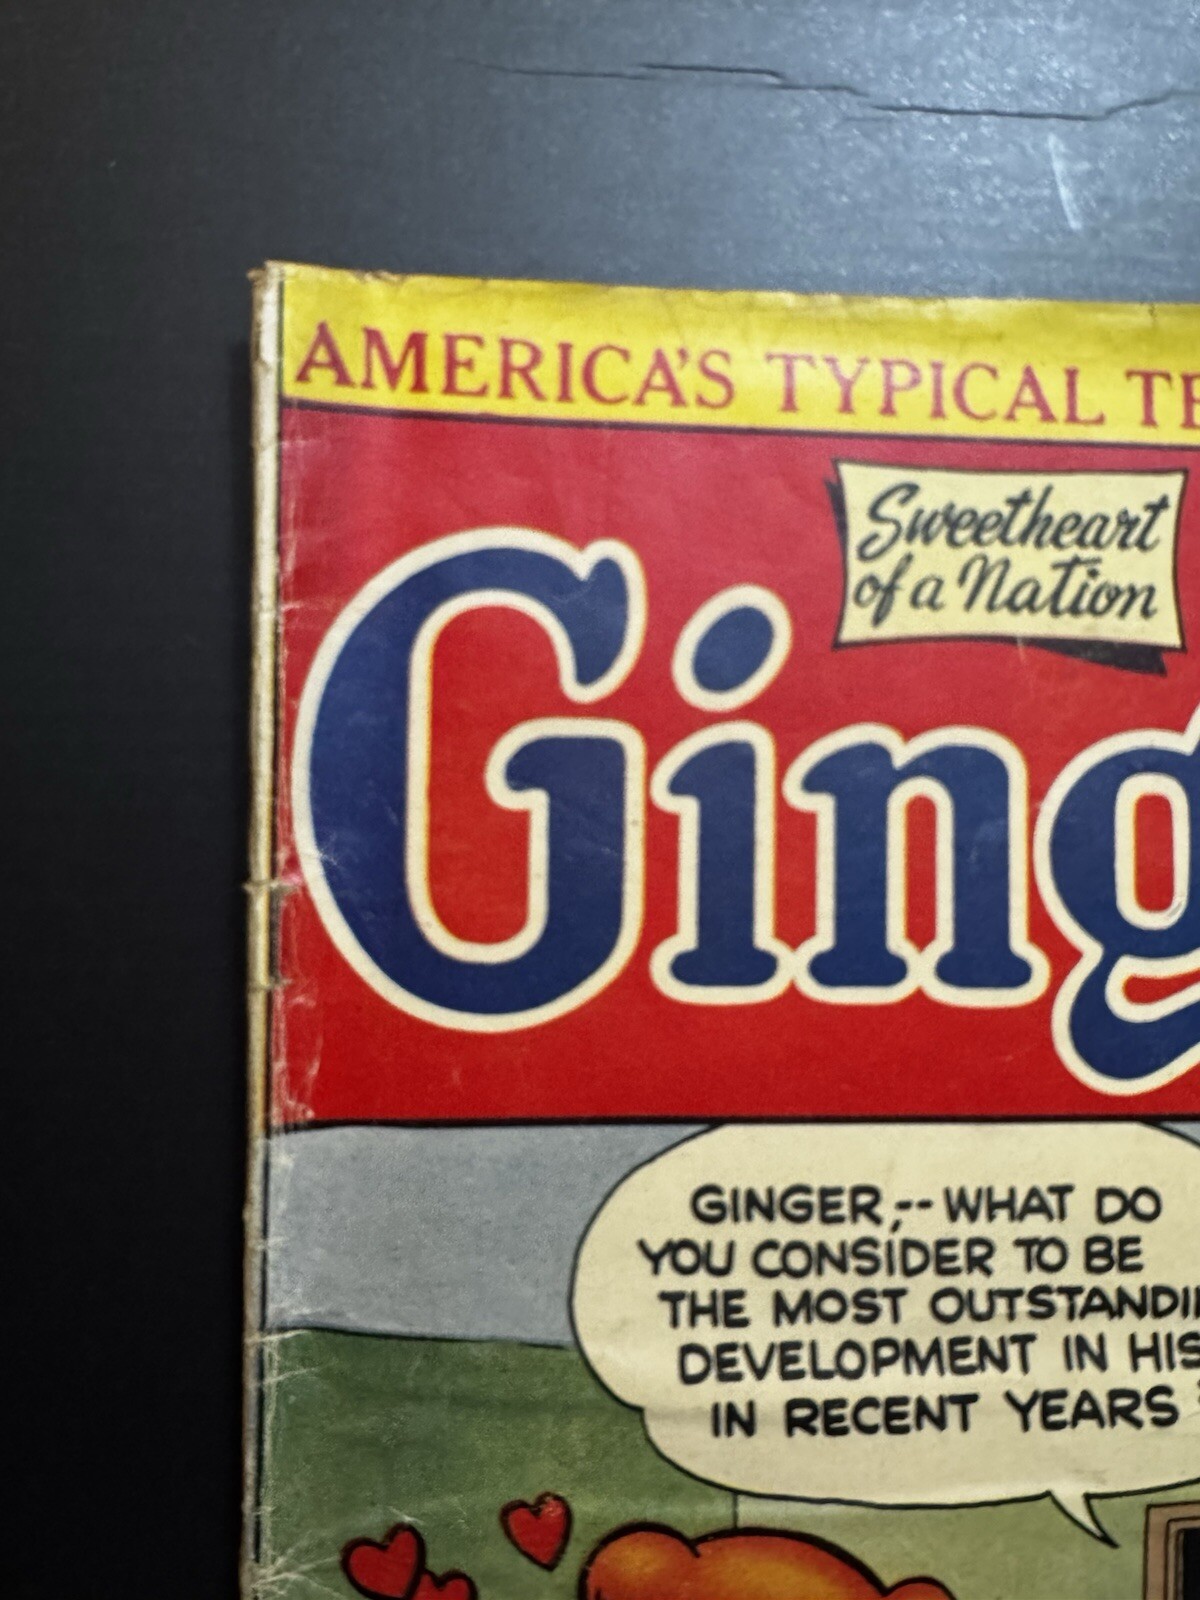 AMERICA'S TYPICAL TE
Sweetheart
of a Nation
Ging
GINGER,-- WHAT DO
YOU CONSIDER TO BE
THE MOST OUTSTANDI
DEVELOPMENT IN HIS
IN RECENT YEARS